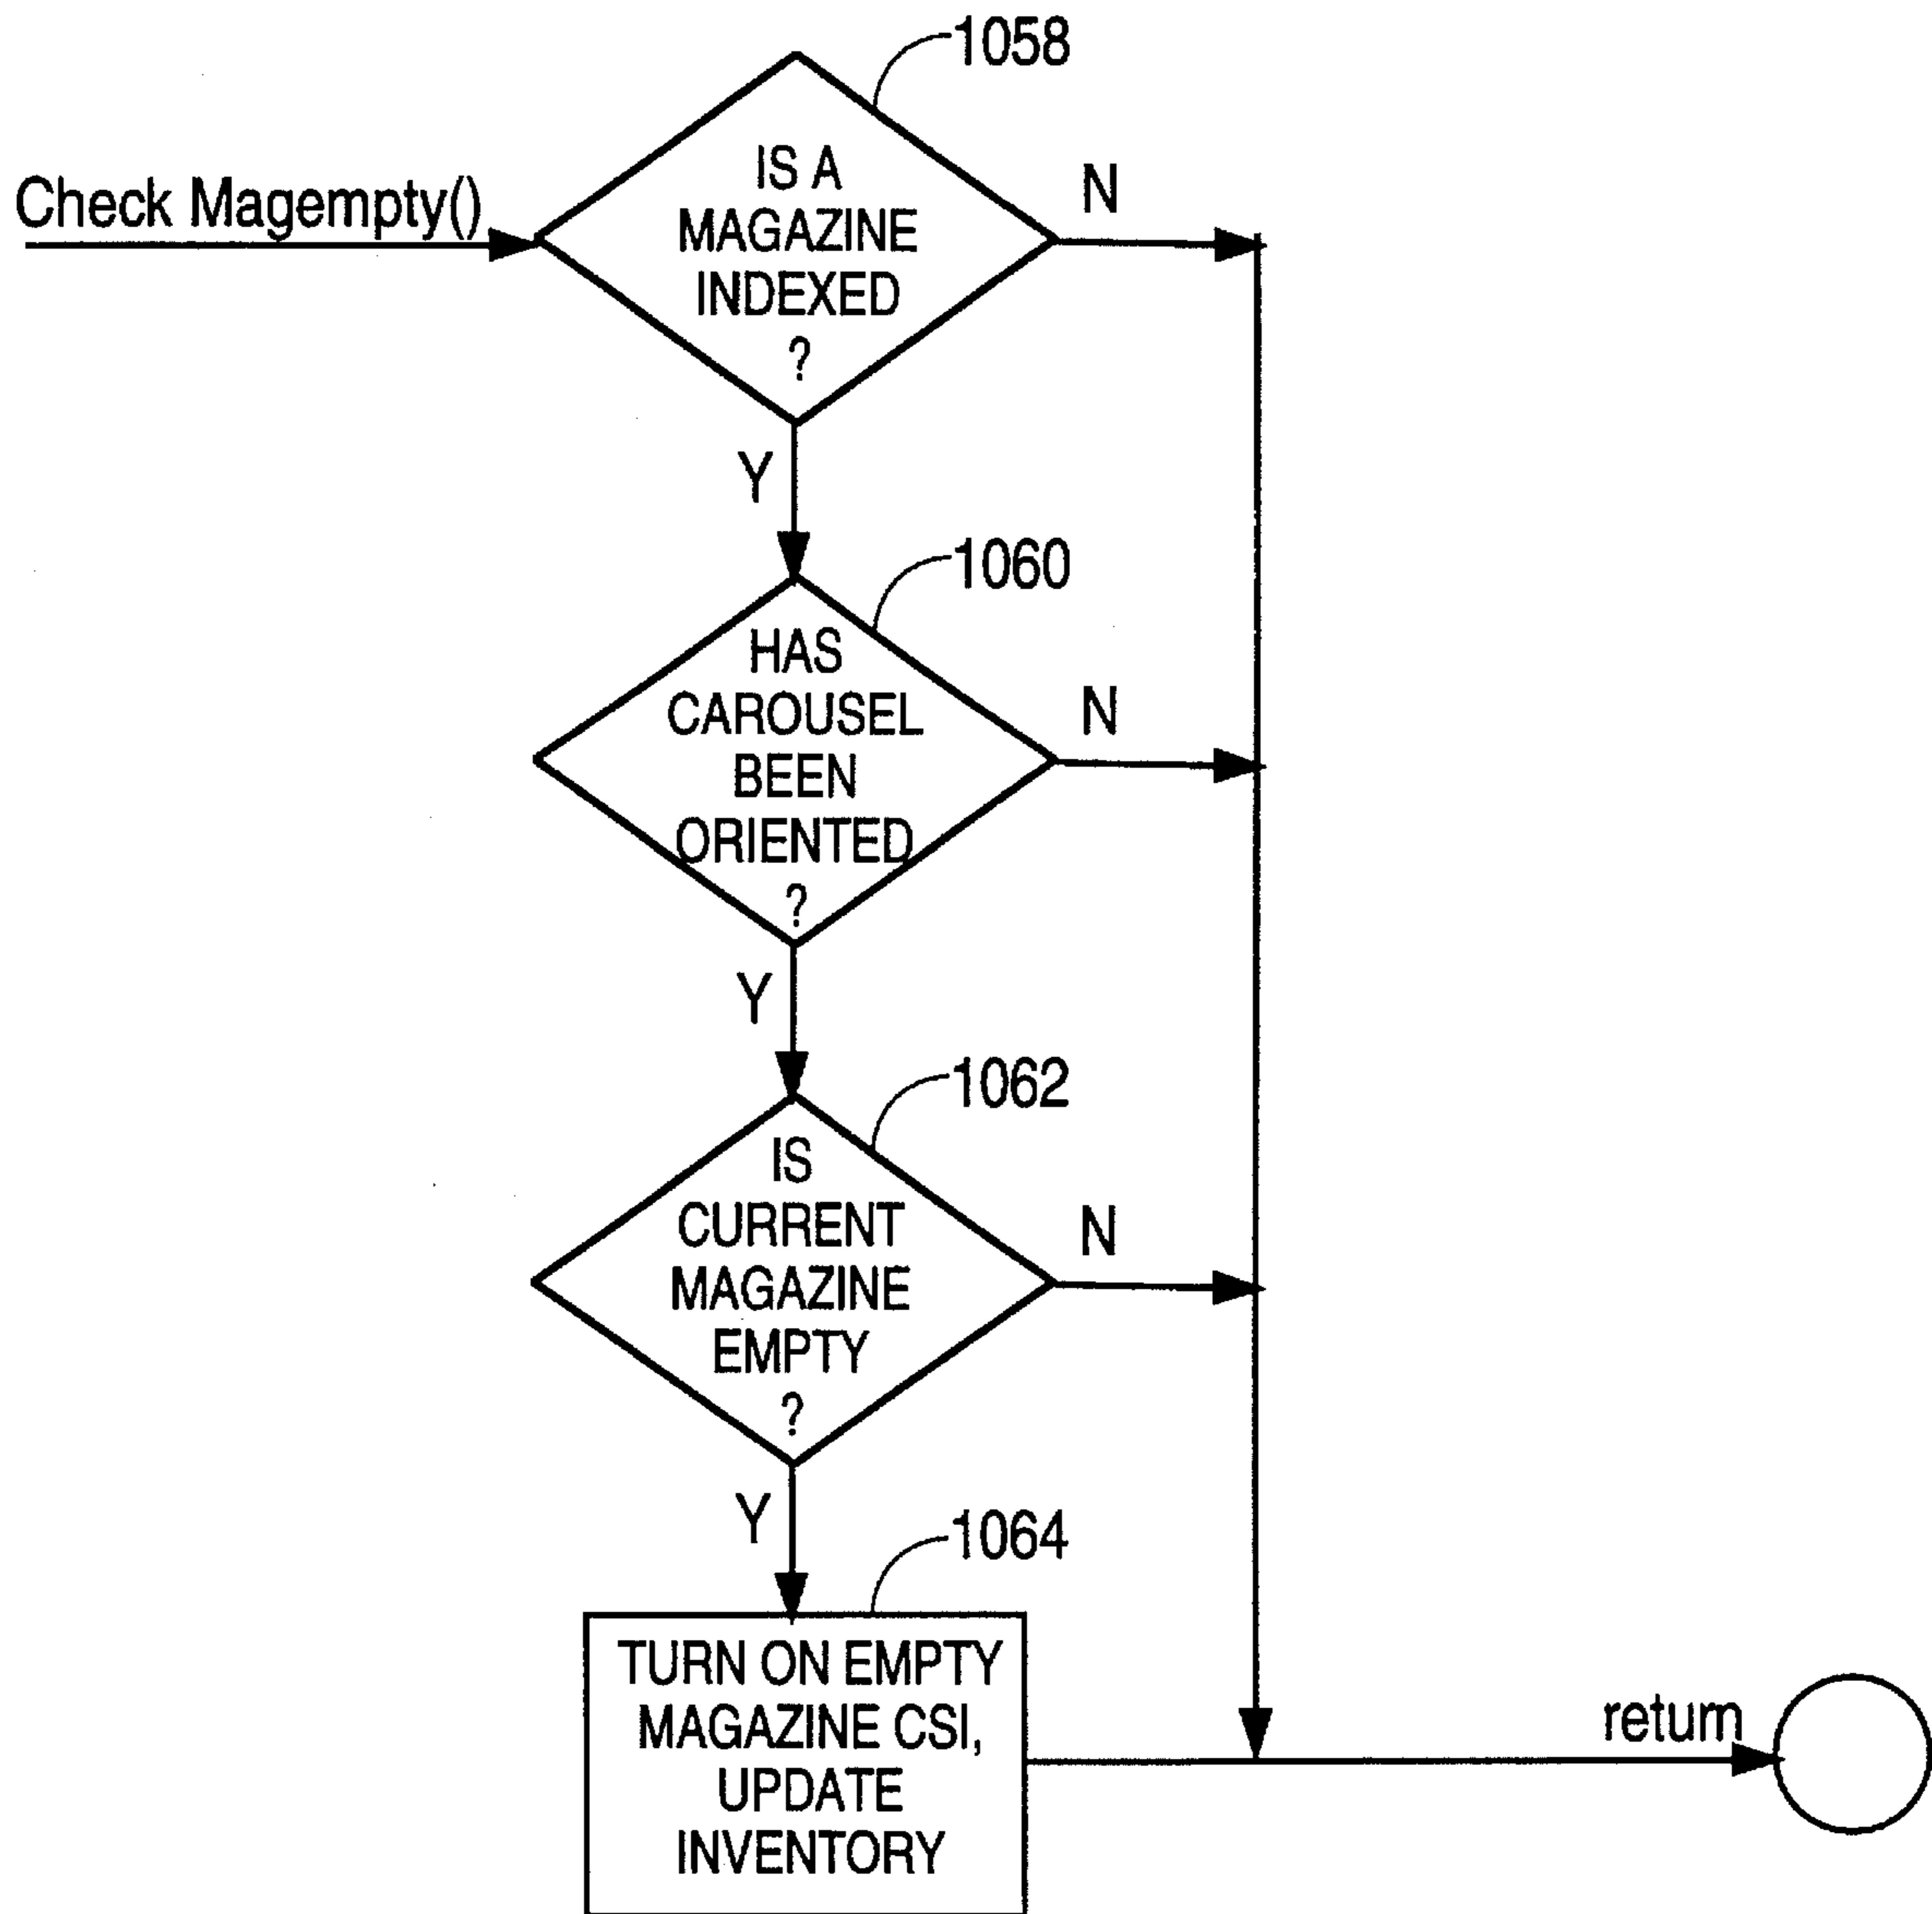 1058
IS A
MAGAZINE
INDEXED
?
N
Check Magempty()
Y
1060
HAS
CAROUSEL
BEEN
ORIENTED
?
N
Y
1062
IS
CURRENT
MAGAZINE
EMPTY
?
N
Y
1064
TURN ON EMPTY
MAGAZINE CSI,
UPDATE
INVENTORY
return